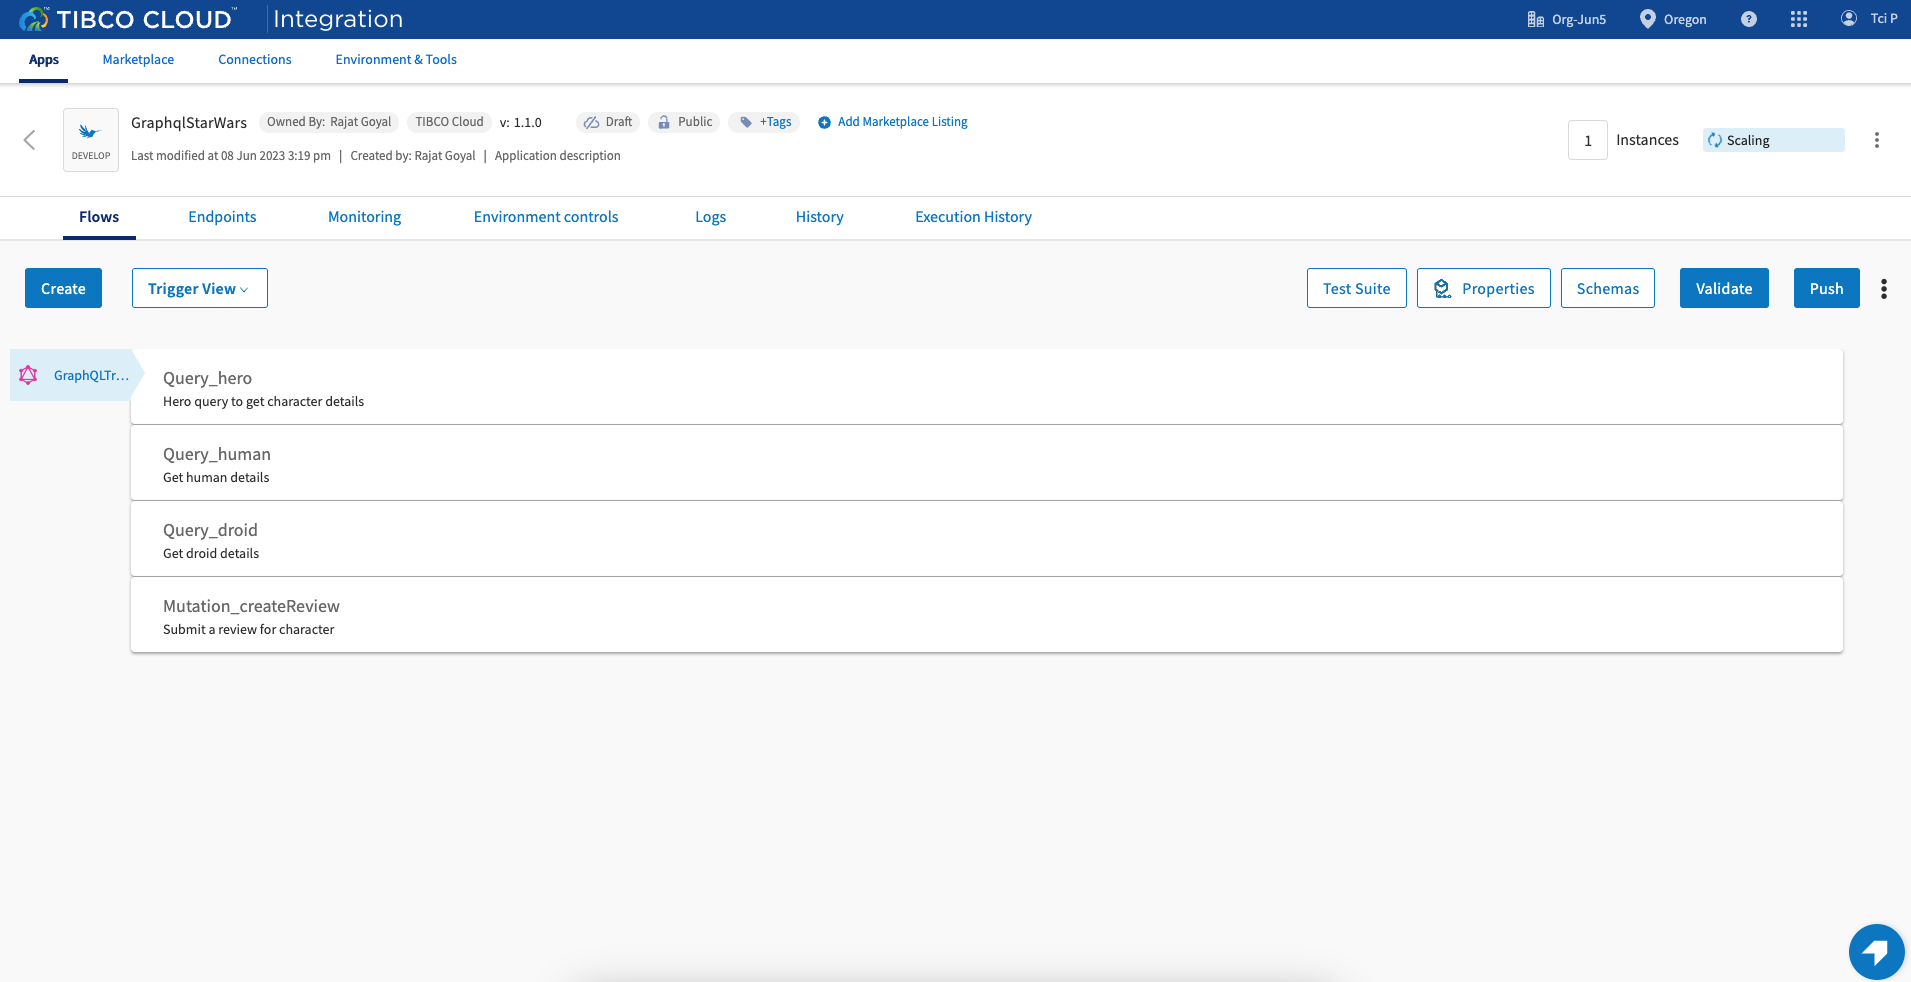 TIBCO CLOUD™ Integration Org-Jun5 Oregon ? Tci P
Apps Marketplace Connections Environment & Tools
GraphqlStarWars Owned By: Rajat Goyal TIBCO Cloud v: 1.1.0 Draft Public +Tags Add Marketplace Listing
DEVELOP
Last modified at 08 Jun 2023 3:19 pm | Created by: Rajat Goyal | Application description
1 Instances Scaling
Flows Endpoints Monitoring Environment controls Logs History Execution History
Create Trigger View Test Suite Properties Schemas Validate Push
GraphQLTr...
Query_hero
Hero query to get character details
Query_human
Get human details
Query_droid
Get droid details
Mutation_createReview
Submit a review for character